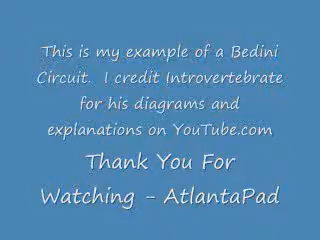 This is my example of a Bedini
Circuit.  I credit Introvertebrate
for his diagrams and
explanations on YouTube.com
Thank You For
Watching - AtlantaPad